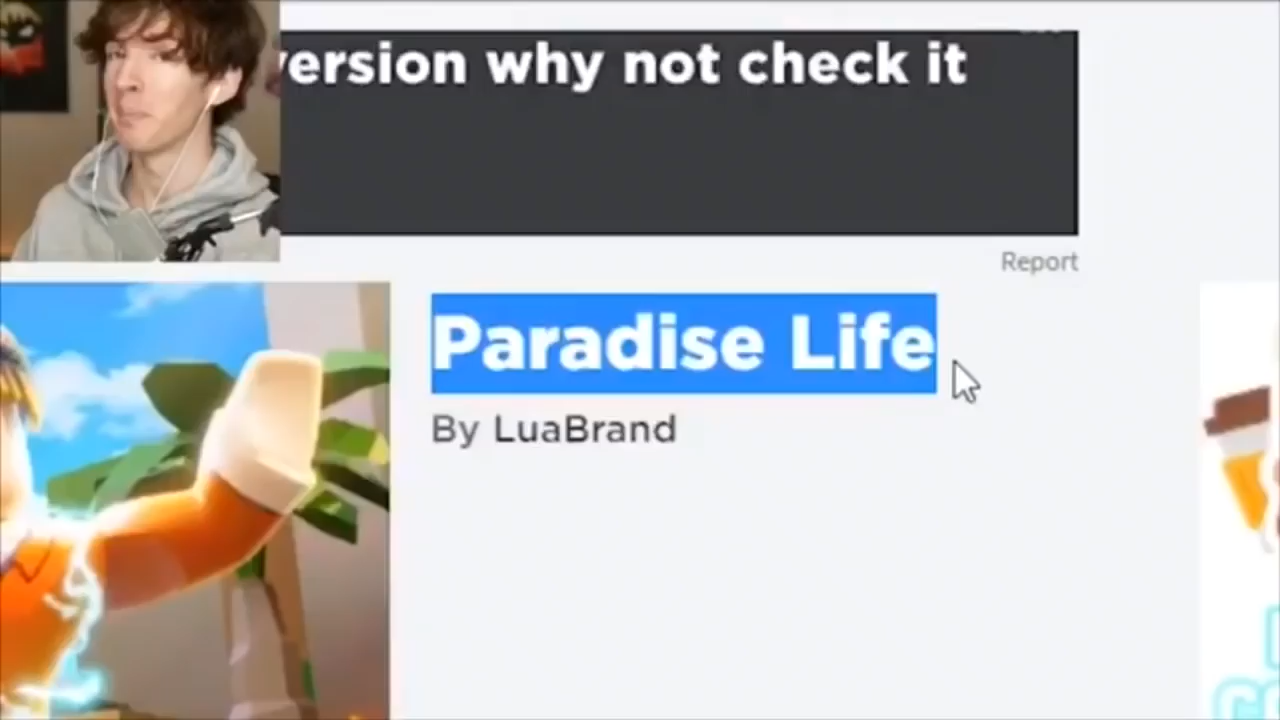 version why not check it
Report
Paradise Life
By LuaBrand